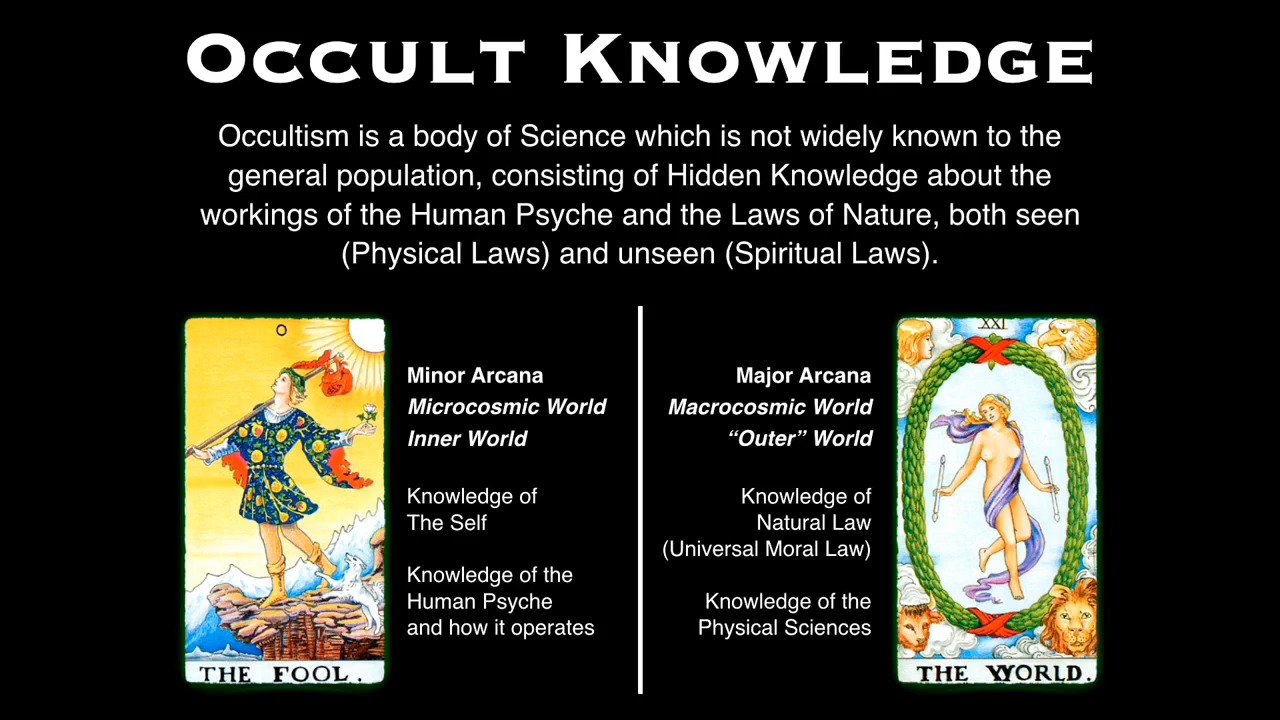 OCCULT KNOWLEDGE
Occultism is a body of Science which is not widely known to the
general population, consisting of Hidden Knowledge about the
workings of the Human Psyche and the Laws of Nature, both seen
(Physical Laws) and unseen (Spiritual Laws).
0
Minor Arcana
Microcosmic World
Inner World
Knowledge of
The Self
Knowledge of the
Human Psyche
and how it operates
THE FOOL.
Major Arcana
Macrocosmic World
“Outer” World
Knowledge of
Natural Law
(Universal Moral Law)
Knowledge of the
Physical Sciences
XXI
THE WORLD.